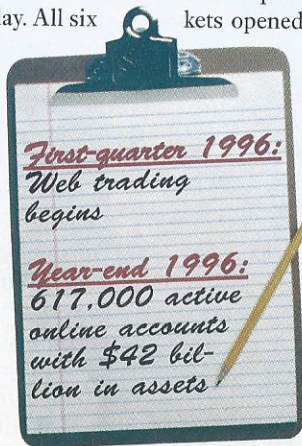 day. All six
kets opened
First-quarter 1996:
Web trading
begins
Year-end 1996:
617,000 active
online accounts
with $42 bil-
lion in assets